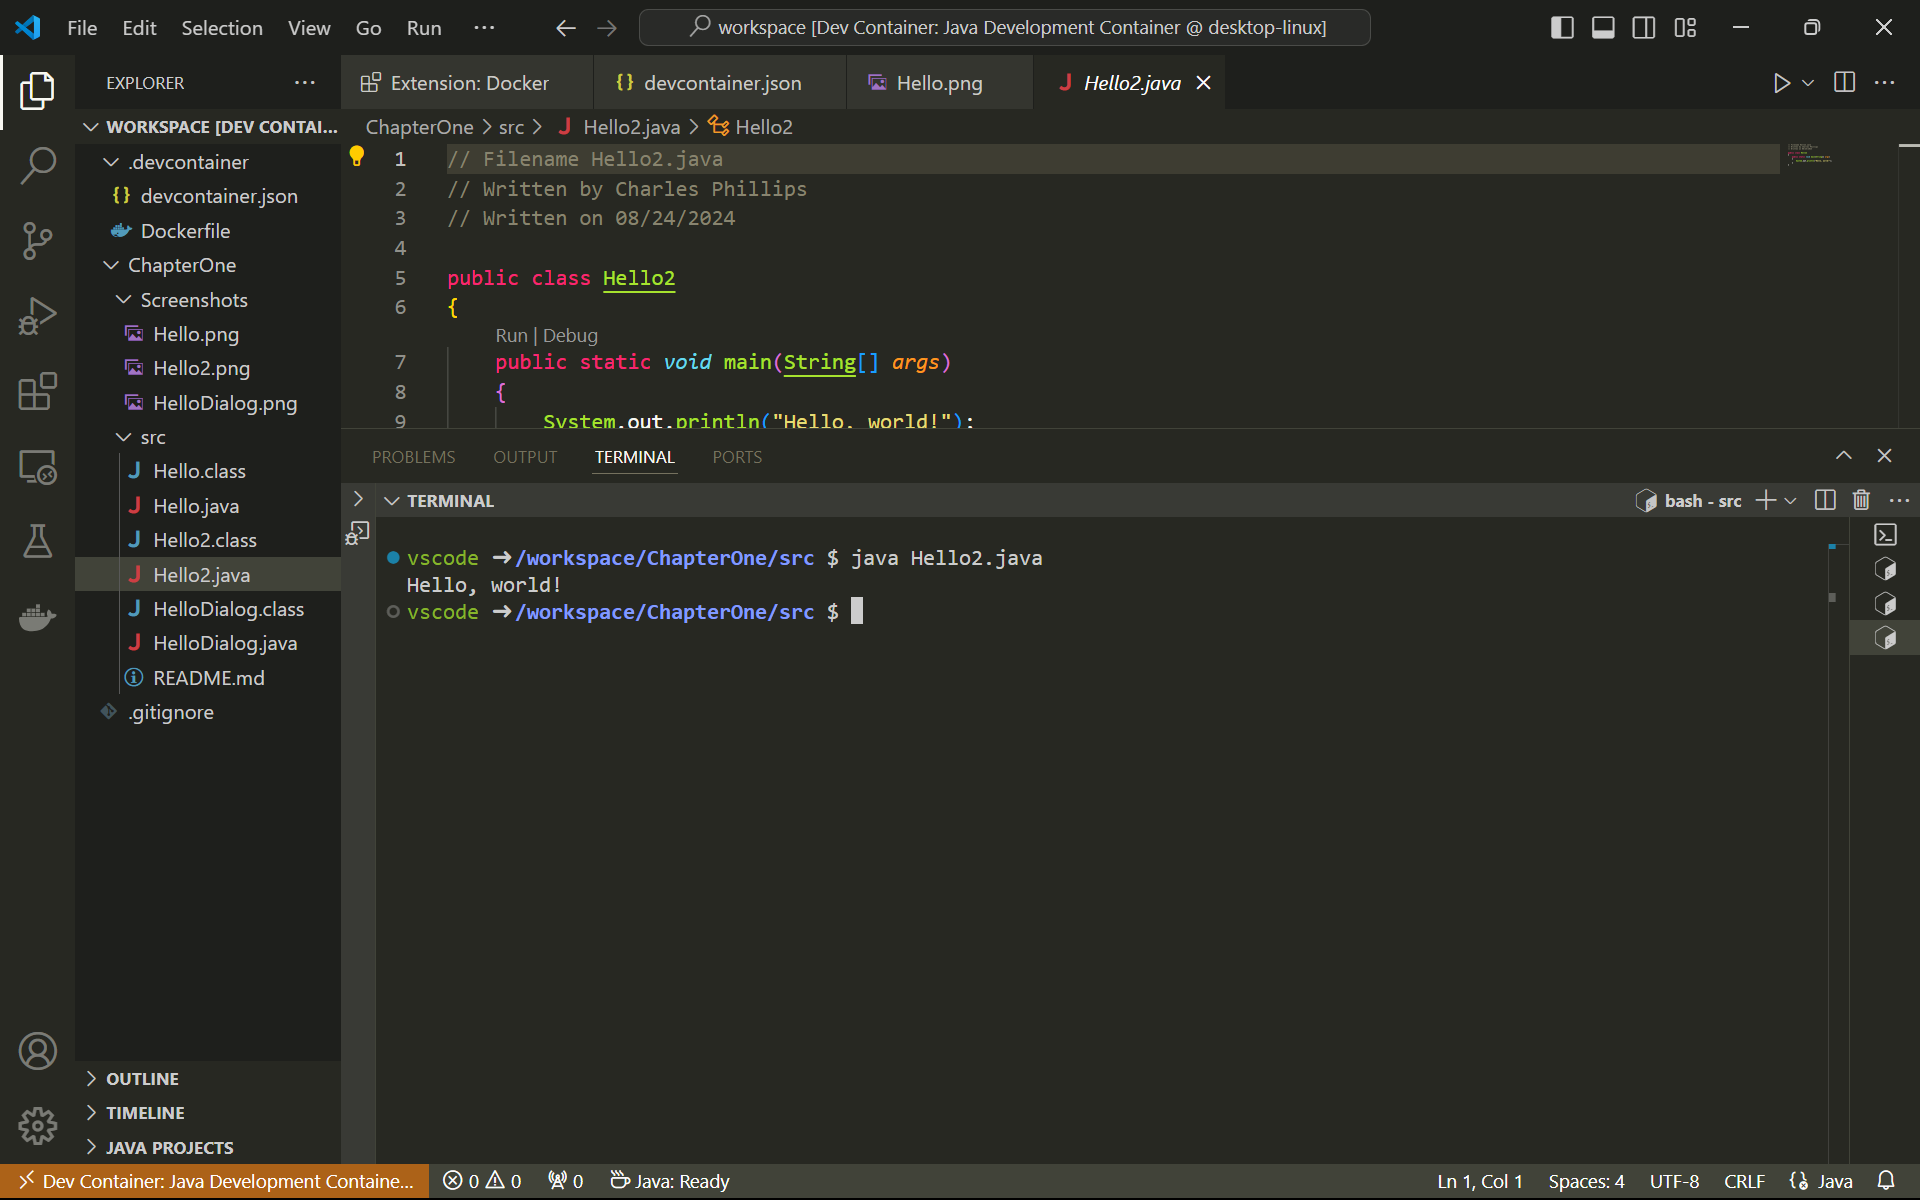 File Edit Selection View Go Run ···
workspace [Dev Container: Java Development Container @ desktop-linux]
EXPLORER
Extension: Docker
devcontainer.json
Hello.png
Hello2.java
WORKSPACE [DEV CONTAI...
ChapterOne > src > Hello2.java > Hello2
.devcontainer
devcontainer.json
Dockerfile
ChapterOne
Screenshots
Hello.png
Hello2.png
HelloDialog.png
src
Hello.class
Hello.java
Hello2.class
Hello2.java
HelloDialog.class
HelloDialog.java
README.md
.gitignore
OUTLINE
TIMELINE
JAVA PROJECTS
1 // Filename Hello2.java
2 // Written by Charles Phillips
3 // Written on 08/24/2024
4
5 public class Hello2
6 {
Run | Debug
7 public static void main(String[] args)
8 {
9 System.out.println("Hello, world!");
PROBLEMS OUTPUT TERMINAL PORTS
TERMINAL
bash - src
vscode ➜/workspace/ChapterOne/src $ java Hello2.java
Hello, world!
vscode ➜/workspace/ChapterOne/src $
Dev Container: Java Development Containe... 0 0 0 Java: Ready
Ln 1, Col 1 Spaces: 4 UTF-8 CRLF Java